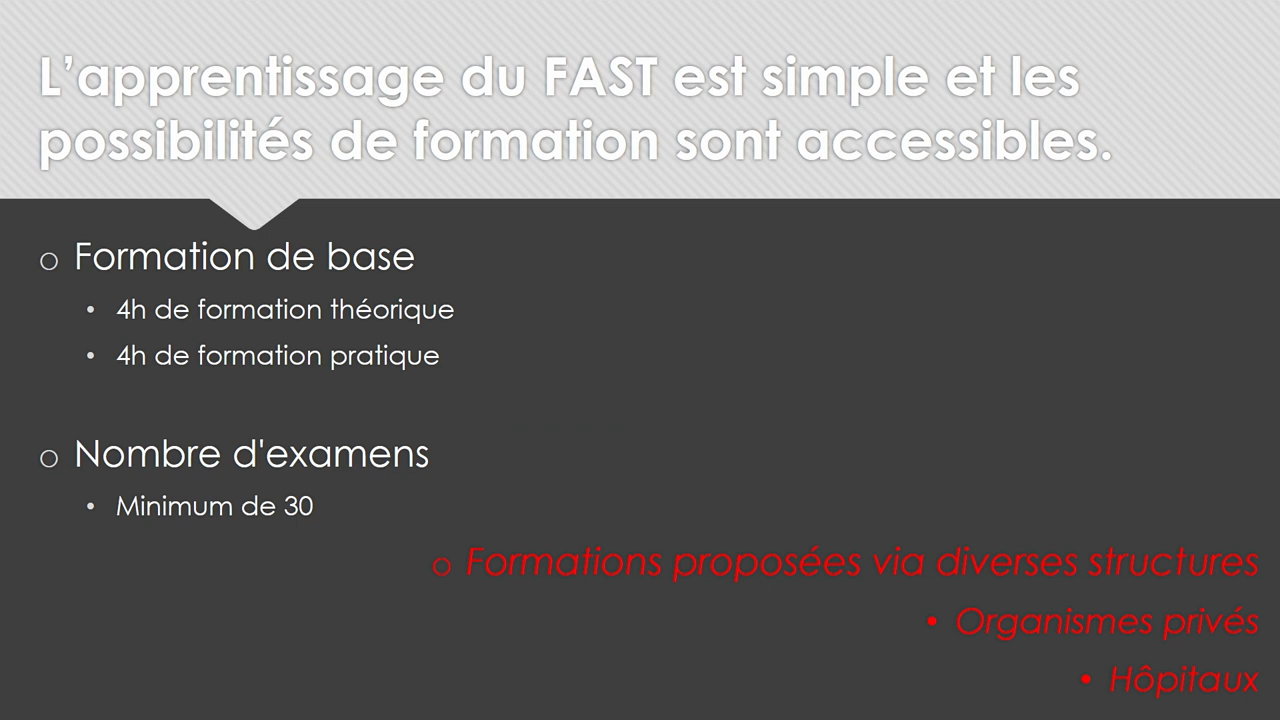 L’apprentissage du FAST est simple et les
possibilités de formation sont accessibles.
o Formation de base
• 4h de formation théorique
• 4h de formation pratique
o Nombre d'examens
• Minimum de 30
o Formations proposées via diverses structures
• Organismes privés
• Hôpitaux